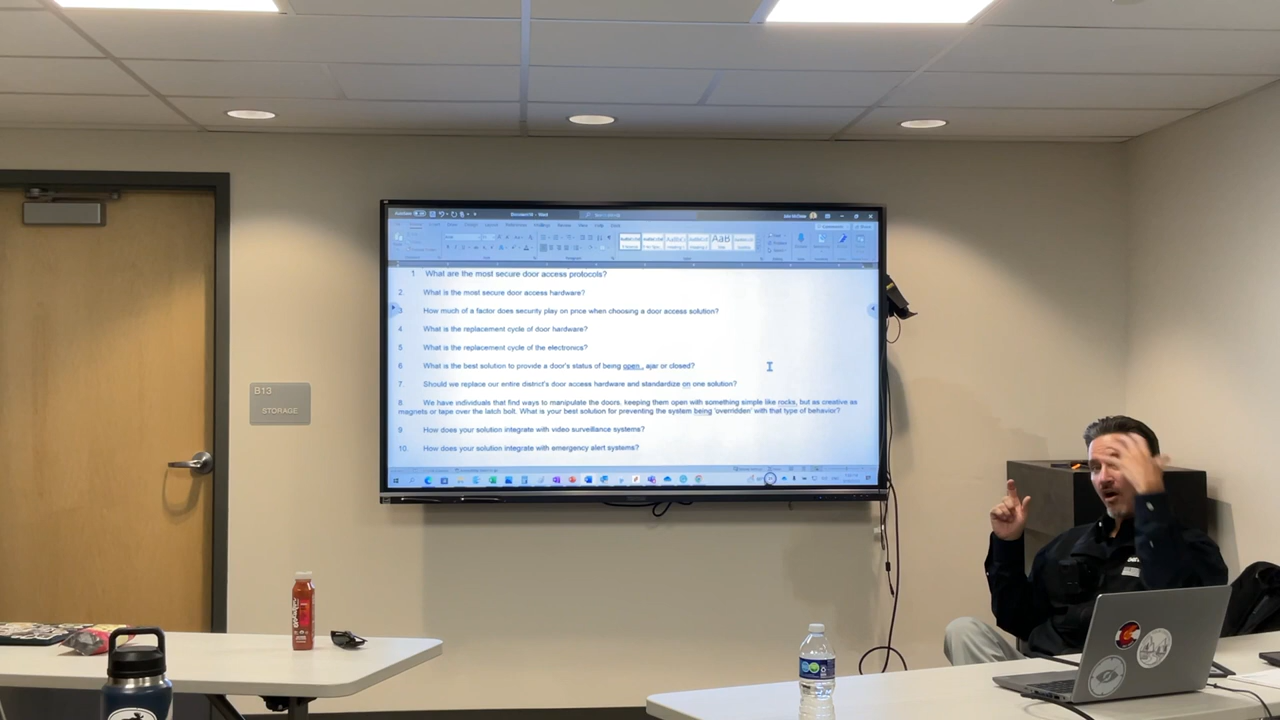 1 What are the most secure door access protocols?
2. What is the most secure door access hardware?
3 How much of a factor does security play on price when choosing a door access solution?
4 What is the replacement cycle of door hardware?
5 What is the replacement cycle of the electronics?
6 What is the best solution to provide a door's status of being open , ajar or closed?
7. Should we replace our entire district's door access hardware and standardize on one solution?
8 We have individuals that find ways to manipulate the doors, keeping them open with something simple like rocks, but as creative as
magnets or tape over the latch bolt. What is your best solution for preventing the system being 'overridden' with that type of behavior?
9 How does your solution integrate with video surveillance systems?
10. How does your solution integrate with emergency alert systems?
B13
STORAGE